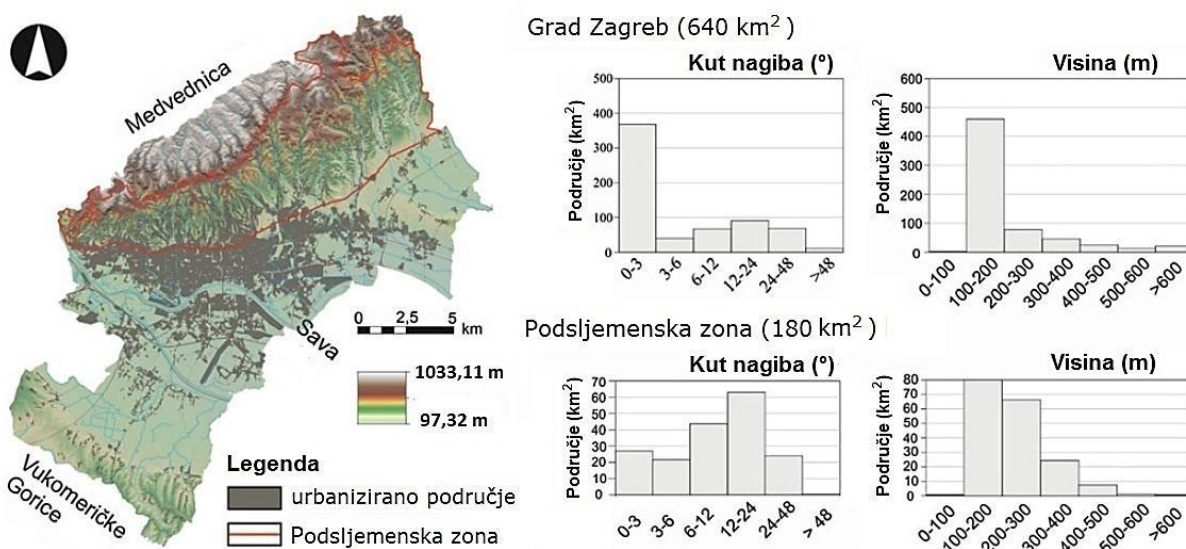 Medvednica
Sava
Vukomeričke
Gorice
0 2,5 5
km
1033,11 m
97,32 m
Legenda
urbanizirano područje
Podsljemenska zona
Grad Zagreb (640 km²)
Kut nagiba (º)
Područje (km²)
500
400
300
200
100
0
0-3 3-6 6-12 12-24 24-48 >48
Visina (m)
Područje (km²)
600
500
400
300
200
100
0
0-100 100-200 200-300 300-400 400-500 500-600 >600
Podsljemenska zona (180 km²)
Kut nagiba (º)
Područje (km²)
70
60
50
40
30
20
10
0
0-3 3-6 6-12 12-24 24-48 > 48
Visina (m)
Područje (km²)
80
70
60
50
40
30
20
10
0
0-100 100-200 200-300 300-400 400-500 500-600 >600